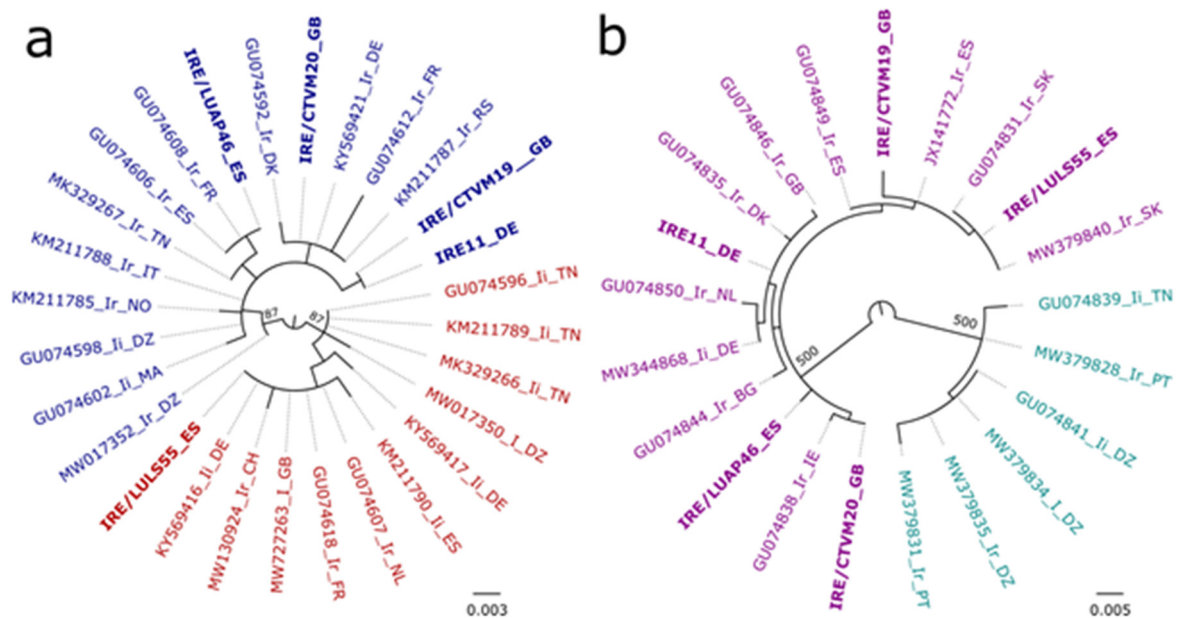 a
GU074592_Ir_DK
IRE/CTVM20_GB
KY569421_Ir_DE
GU074612_Ir_FR
KM211787_Ir_RS
IRE/CTVM19__GB
IRE11_DE
GU074596_Ii_TN
KM211789_Ii_TN
MK329266_Ii_TN
MW017350_I_DZ
KY569417_Ii_DE
KM211790_Ii_ES
GU074607_Ir_NL
GU074618_Ir_FR
MW727263_I_GB
MW130924_Ir_CH
KY569416_Ii_DE
IRE/LULS55_ES
MW017352_Ir_DZ
GU074602_Ii_MA
GU074598_Ii_DZ
KM211785_Ir_NO
KM211788_Ir_IT
MK329267_Ir_TN
GU074606_Ir_ES
GU074608_Ir_FR
IRE/LUAP46_ES
87
87
0.003
b
GU074849_Ir_ES
IRE/CTVM19_GB
JX141772_Ir_ES
GU074831_Ir_SK
IRE/LULS55_ES
MW379840_Ir_SK
GU074839_Ii_TN
MW379828_Ir_PT
GU074841_Ii_DZ
MW379834_I_DZ
MW379835_Ir_DZ
MW379831_Ir_PT
IRE/CTVM20_GB
GU074838_Ir_IE
IRE/LUAP46_ES
GU074844_Ir_BG
MW344868_Ii_DE
GU074850_Ir_NL
IRE11_DE
GU074835_Ir_DK
GU074846_Ir_GB
500
500
0.005